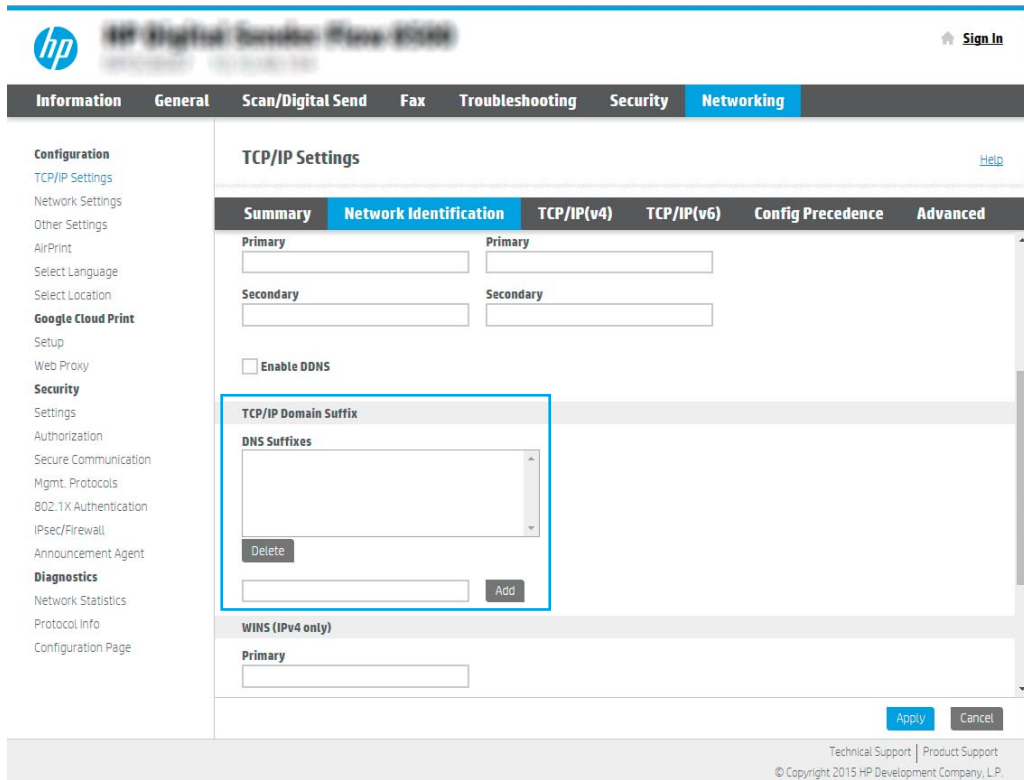 hp
Sign In
Information General Scan/Digital Send Fax Troubleshooting Security Networking
Configuration
TCP/IP Settings
Network Settings
Other Settings
AirPrint
Select Language
Select Location
Google Cloud Print
Setup
Web Proxy
Security
Settings
Authorization
Secure Communication
Mgmt. Protocols
802.1X Authentication
IPsec/Firewall
Announcement Agent
Diagnostics
Network Statistics
Protocol Info
Configuration Page
TCP/IP Settings
Help
Summary Network Identification TCP/IP(v4) TCP/IP(v6) Config Precedence Advanced
Primary Primary
Secondary Secondary
Enable DDNS
TCP/IP Domain Suffix
DNS Suffixes
Delete
Add
WINS (IPv4 only)
Primary
Apply Cancel
Technical Support | Product Support
© Copyright 2015 HP Development Company, L.P.